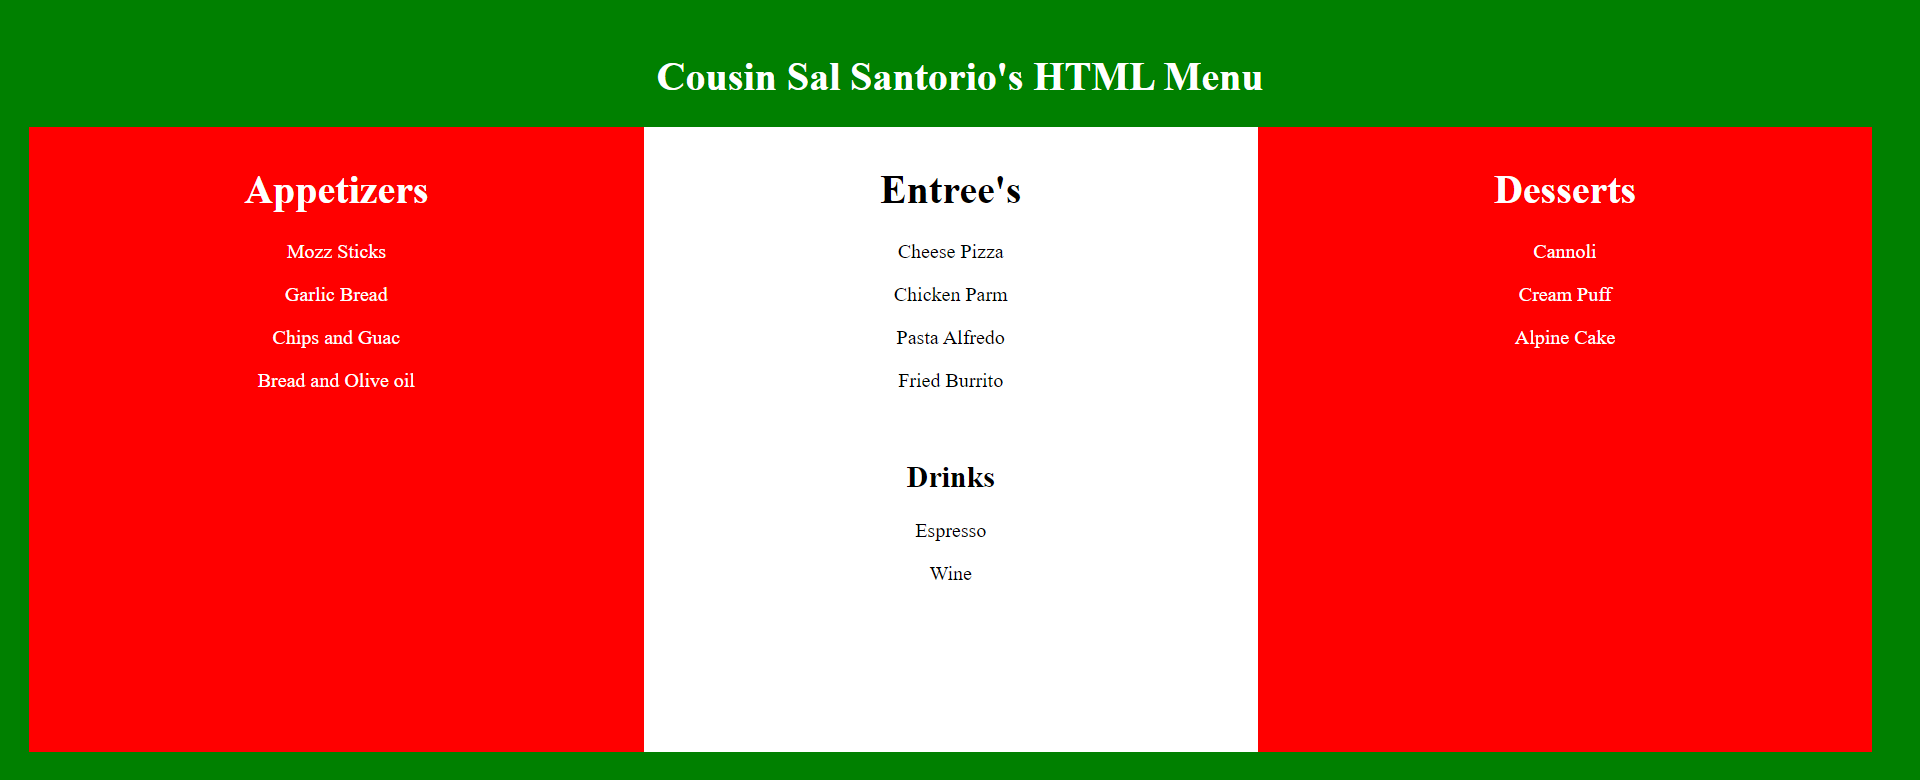 Cousin Sal Santorio's HTML Menu
Appetizers
Mozz Sticks
Garlic Bread
Chips and Guac
Bread and Olive oil
Entree's
Cheese Pizza
Chicken Parm
Pasta Alfredo
Fried Burrito
Drinks
Espresso
Wine
Desserts
Cannoli
Cream Puff
Alpine Cake